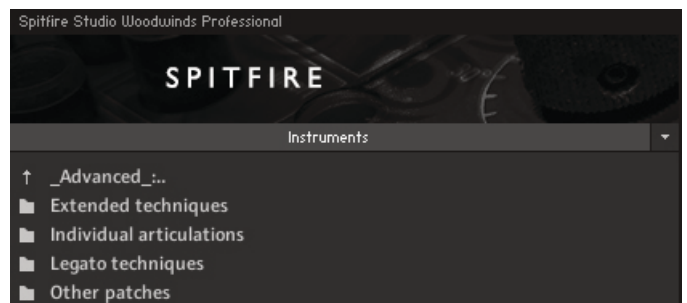 Spitfire Studio Woodwinds Professional
SPITFIRE
Instruments
↑ _Advanced_:..
Extended techniques
Individual articulations
Legato techniques
Other patches